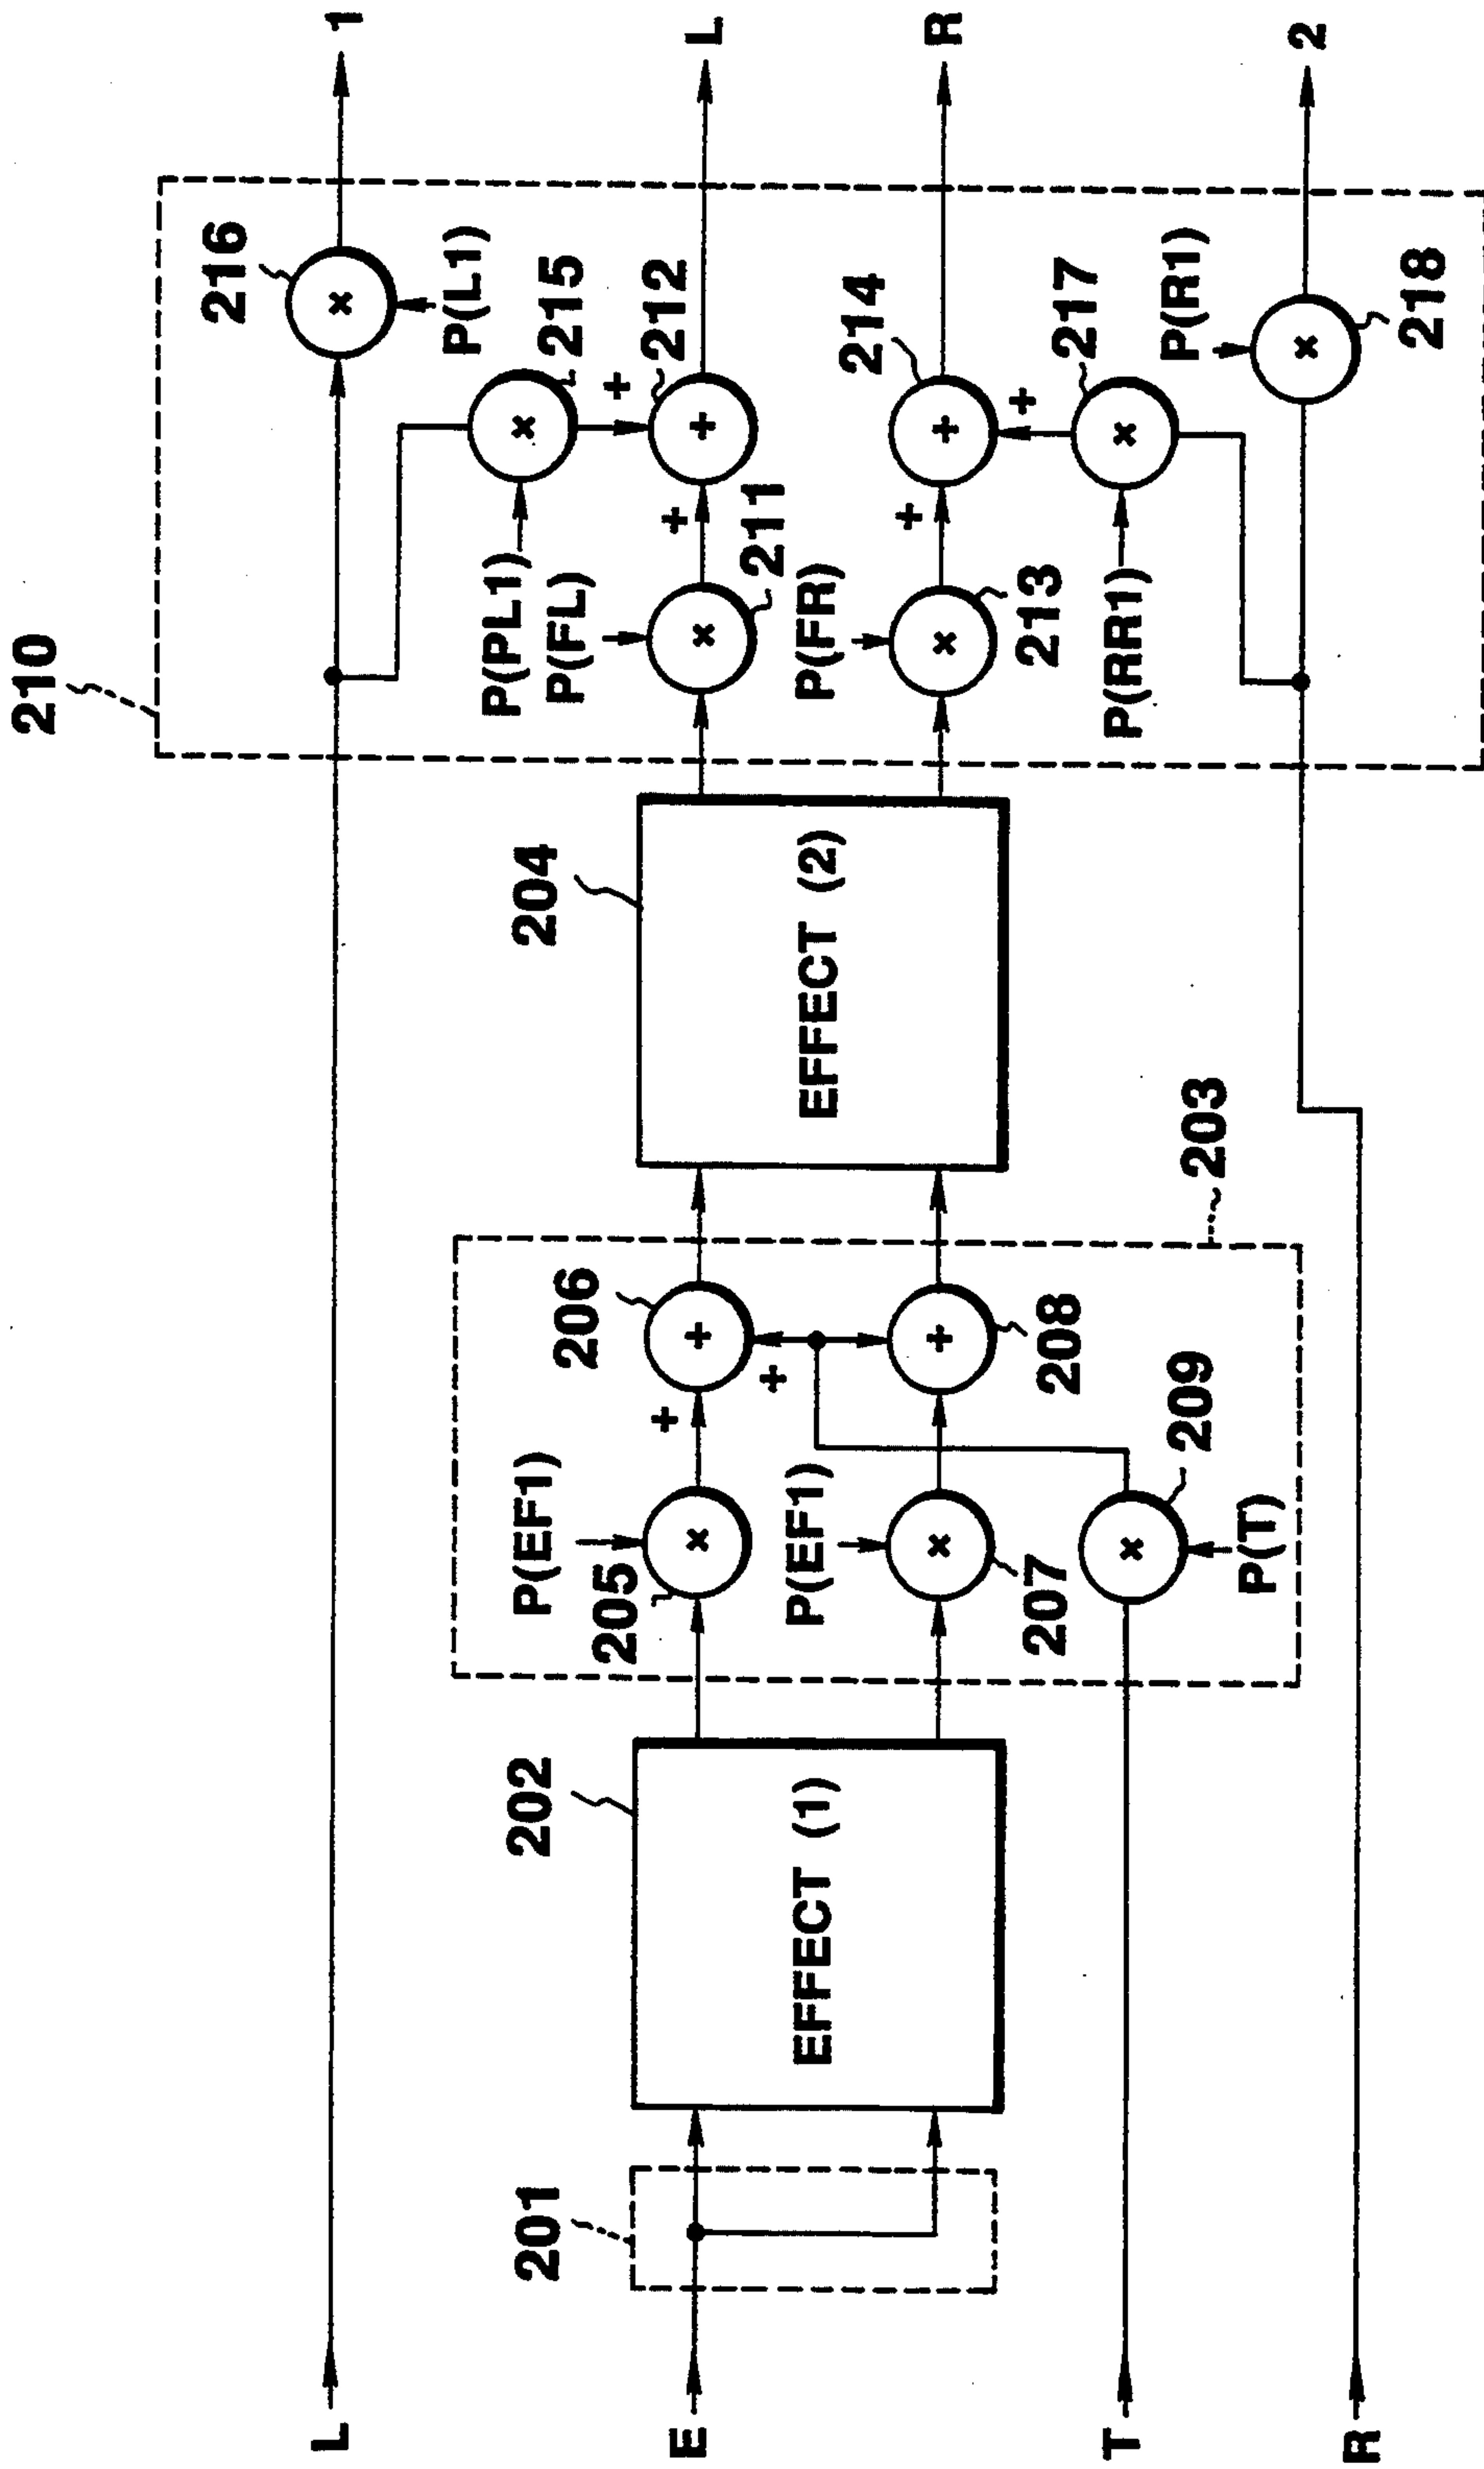 210
216
P(L1)
1
215
P(PL1)
212
L
P(FL)
211
+
+
+
×
×
×
204
EFFECT (2)
P(FR)
213
214
R
+
+
+
×
P(RR1)
217
×
P(R1)
218
×
2
203
206
P(EF1)
205
+
+
+
×
P(EF1)
207
208
+
×
209
P(T)
×
202
EFFECT (1)
201
L
E
T
R